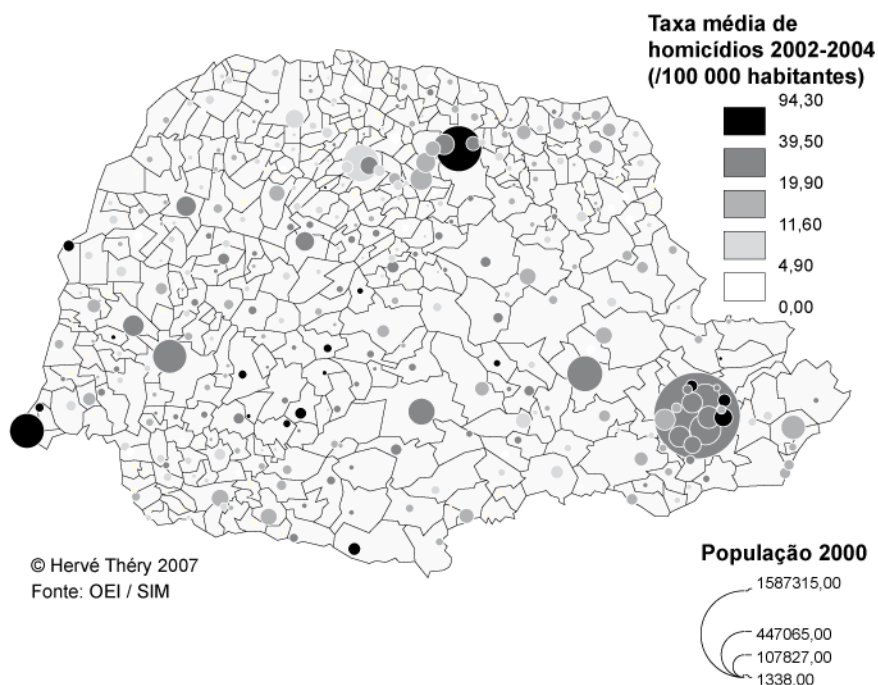 Taxa média de
homicídios 2002-2004
(/100 000 habitantes)
94,30
39,50
19,90
11,60
4,90
0,00
© Hervé Théry 2007
Fonte: OEI / SIM
População 2000
1587315,00
447065,00
107827,00
1338,00